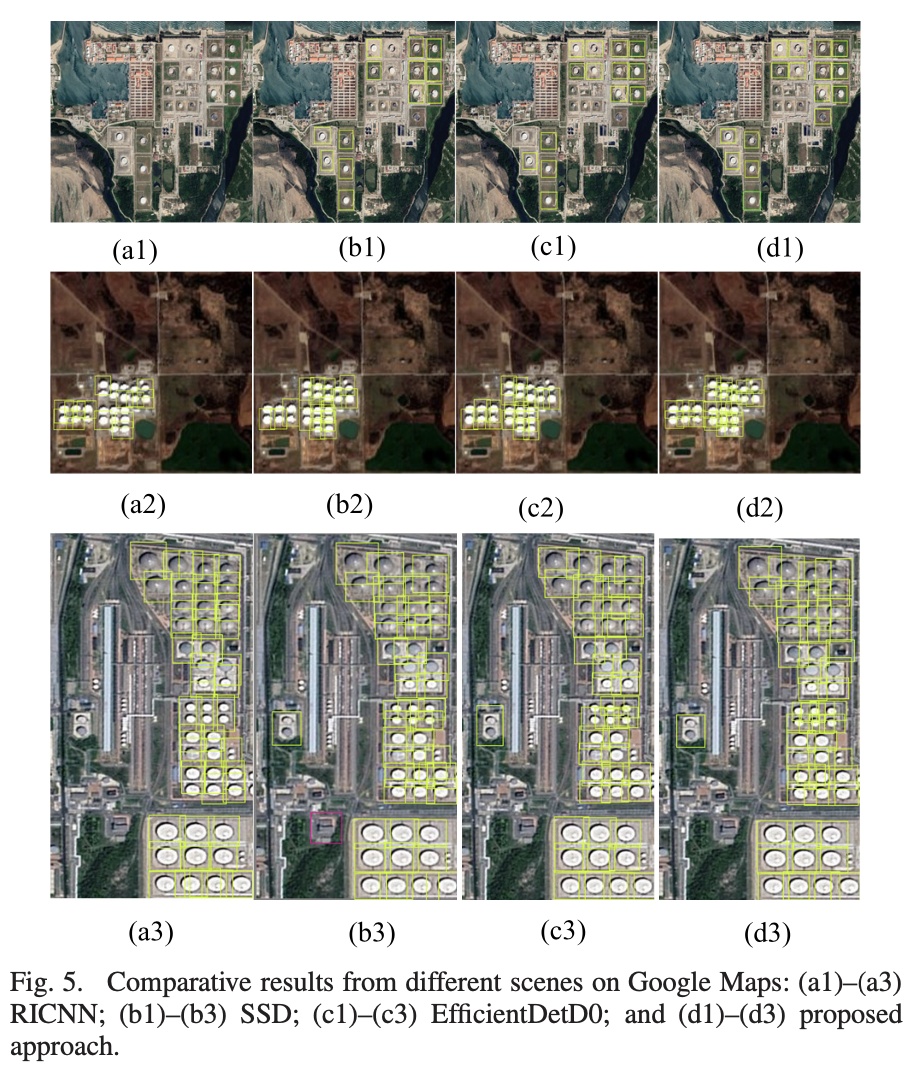 (a1) (b1) (c1) (d1)
(a2) (b2) (c2) (d2)
(a3) (b3) (c3) (d3)
Fig. 5. Comparative results from different scenes on Google Maps: (a1)–(a3)
RICNN; (b1)–(b3) SSD; (c1)–(c3) EfficientDetD0; and (d1)–(d3) proposed
approach.